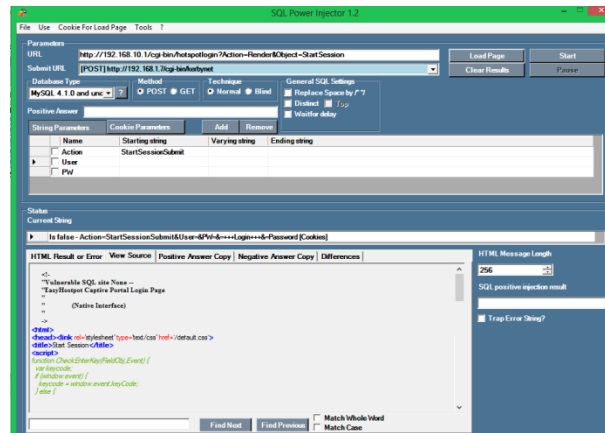 SQL Power Injector 1.2
File Use Cookie For Load Page Tools ?
Parameters
URL http://192.168.10.1/cgi-bin/hotspotlogin?Action=Render&Object=StartSession Load Page Start
Submit URL [POST] http://192.168.1.7/cgi-bin/kerbynet Clear Results Pause
Database Type Method Technique General SQL Settings
MySQL 4.1.0 and unc ? POST GET Normal Blind Replace Space by /**/
Distinct Top
Positive Answer Waitfor delay
String Parameters Cookie Parameters Add Remove
Name Starting string Varying string Ending string
Action StartSessionSubmit
User
PW
Status
Current String
Is false - Action=StartSessionSubmit&User=&PW=&=+++Login+++&=Password [Cookies]
HTML Result or Error View Source Positive Answer Copy Negative Answer Copy Differences HTML Message Length
256
<!-
"Vulnerable SQL site None --
"EasyHostpot Captive Portal Login Page
"
" (Native Interface)
"
->
SQL positive injection result
Trap Error String?
<html>
<head><link rel='stylesheet' type='text/css' href='/default.css'>
<title>Start Session</title>
<script>
function CheckEnterKey(FieldObj,Event) {
var keycode;
if (window.event) {
keycode = window.event.keyCode;
} else {
Find Next Find Previous Match Whole Word
Match Case